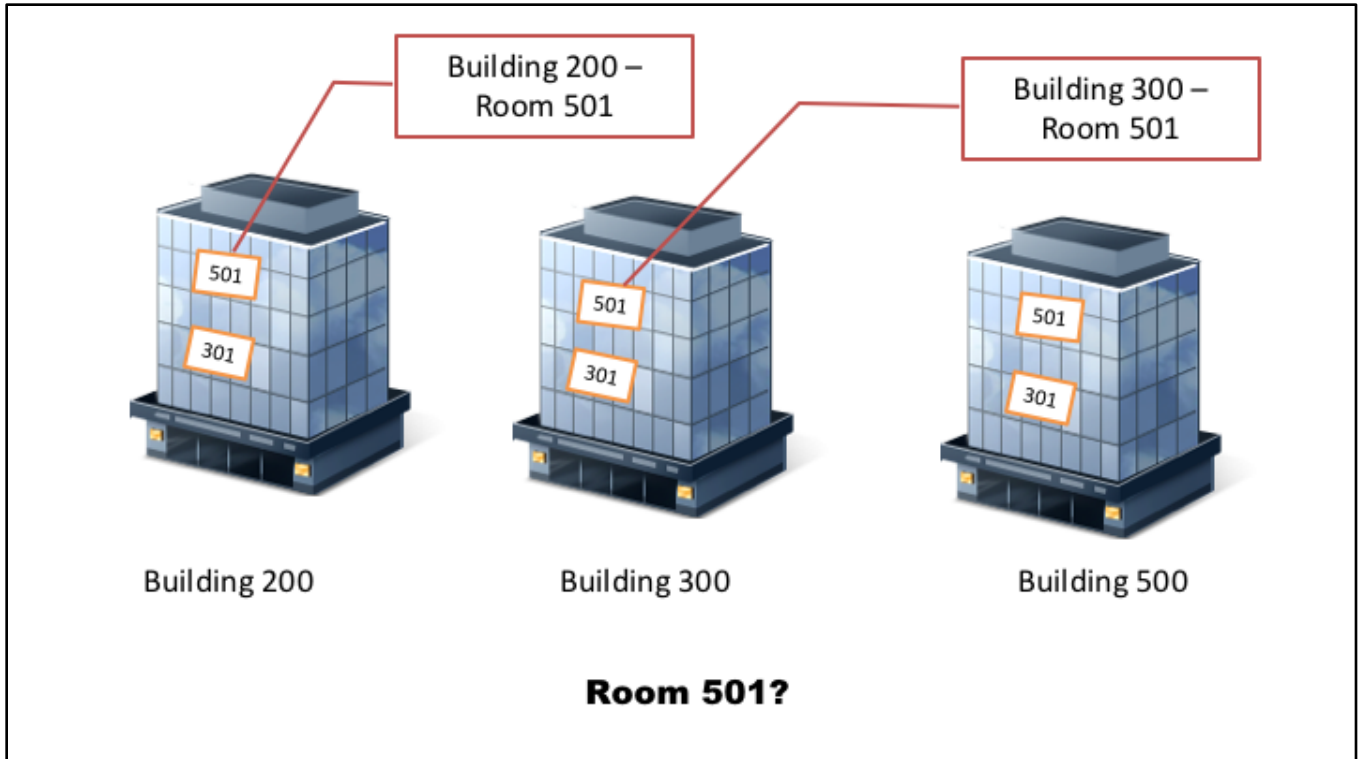 Building 200 –
Room 501
Building 300 –
Room 501
501
301
501
301
501
301
Building 200
Building 300
Building 500
Room 501?